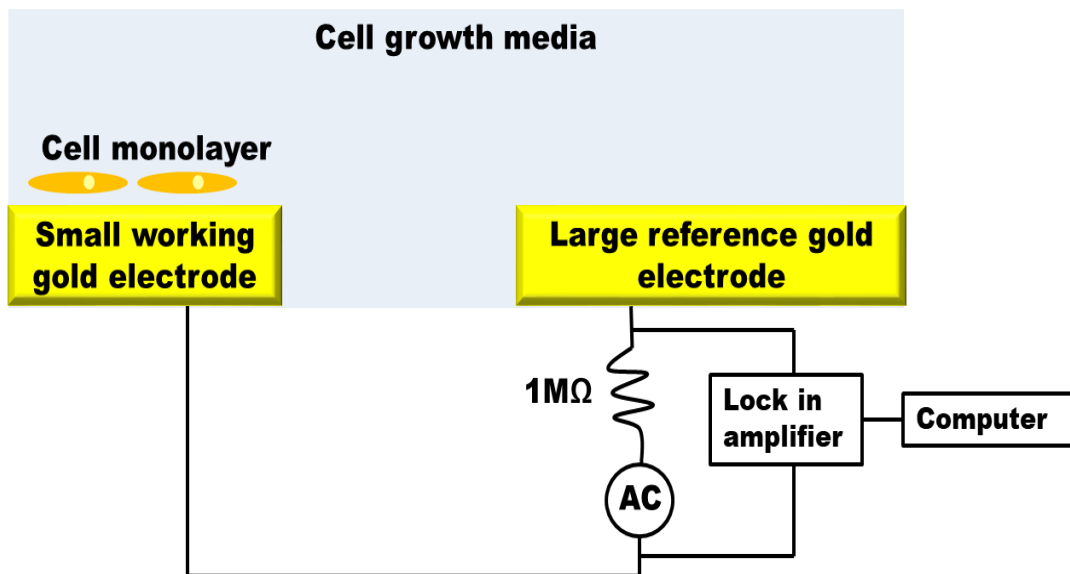 Cell growth media
Cell monolayer
Small working
gold electrode
Large reference gold
electrode
1MΩ
Lock in
amplifier
Computer
AC